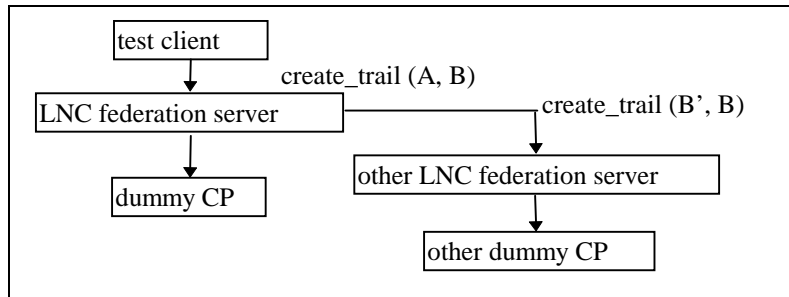 test client
create_trail (A, B)
LNC federation server
create_trail (B’, B)
dummy CP
other LNC federation server
other dummy CP